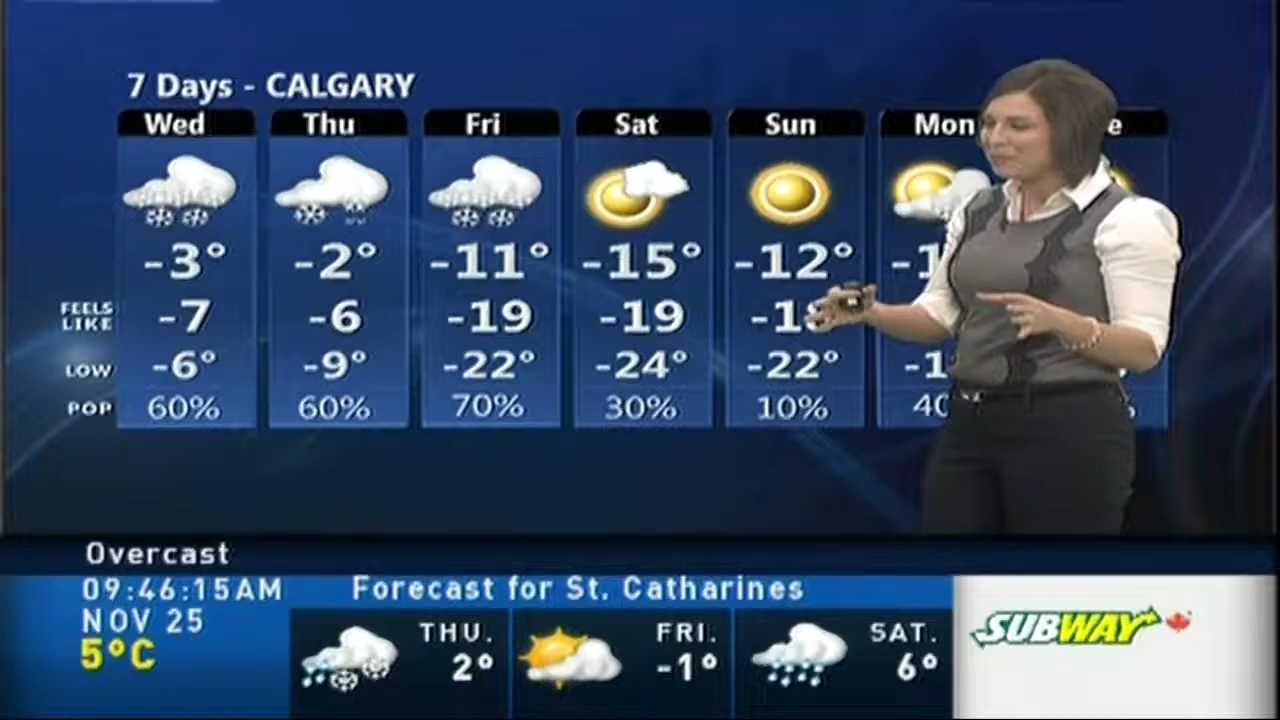 7 Days - CALGARY
Wed Thu Fri Sat Sun Mon
-3° -2° -11° -15° -12°
FEELS LIKE -7 -6 -19 -19
LOW -6° -9° -22° -24° -22°
POP 60% 60% 70% 30% 10%
Overcast
09:46:15AM
NOV 25
5°C
Forecast for St. Catharines
THU.
2°
FRI.
-1°
SAT.
6°
SUBWAY